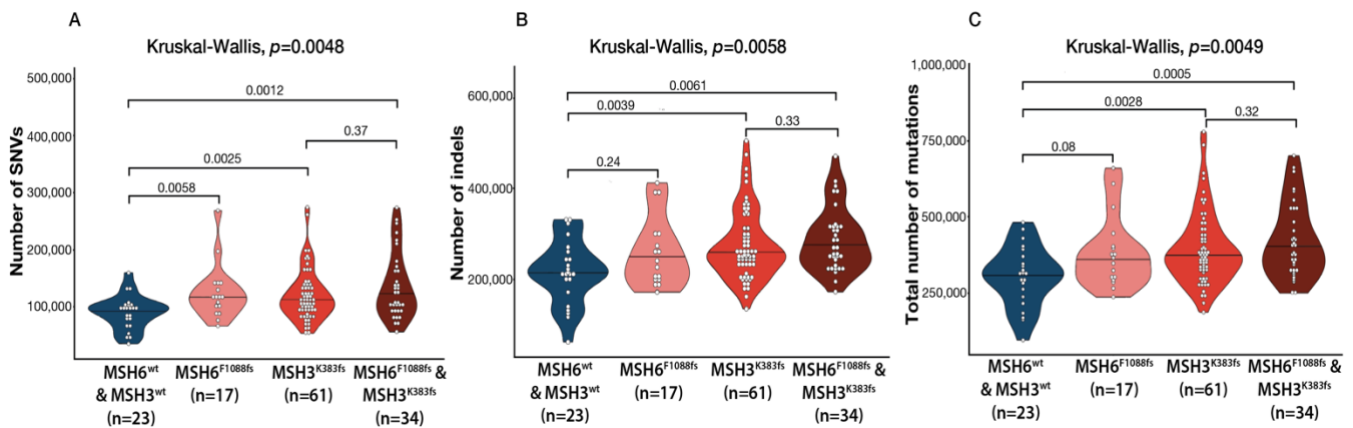 A
Kruskal-Wallis, p=0.0048
Number of SNVs
500,000
400,000
300,000
200,000
100,000
0.0012
0.37
0.0025
0.0058
MSH6wt & MSH3wt (n=23)
MSH6F1088fs (n=17)
MSH3K383fs (n=61)
MSH6F1088fs & MSH3K383fs (n=34)
B
Kruskal-Wallis, p=0.0058
Number of indels
600,000
400,000
200,000
0.0061
0.0039
0.33
0.24
MSH6wt & MSH3wt (n=23)
MSH6F1088fs (n=17)
MSH3K383fs (n=61)
MSH6F1088fs & MSH3K383fs (n=34)
C
Kruskal-Wallis, p=0.0049
Total number of mutations
1,000,000
750,000
500,000
250,000
0.0005
0.0028
0.32
0.08
MSH6wt & MSH3wt (n=23)
MSH6F1088fs (n=17)
MSH3K383fs (n=61)
MSH6F1088fs & MSH3K383fs (n=34)